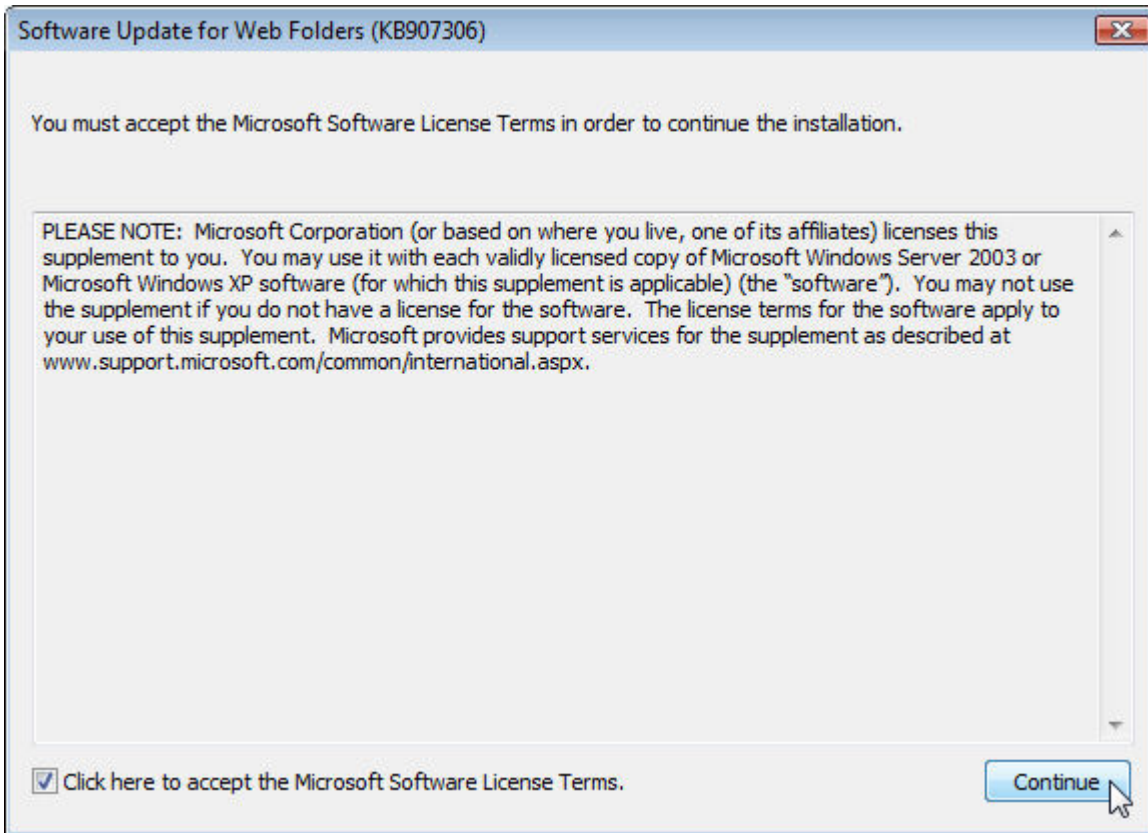 Software Update for Web Folders (KB907306)
You must accept the Microsoft Software License Terms in order to continue the installation.
PLEASE NOTE:  Microsoft Corporation (or based on where you live, one of its affiliates) licenses this
supplement to you.  You may use it with each validly licensed copy of Microsoft Windows Server 2003 or
Microsoft Windows XP software (for which this supplement is applicable) (the “software”).  You may not use
the supplement if you do not have a license for the software.  The license terms for the software apply to
your use of this supplement.  Microsoft provides support services for the supplement as described at
www.support.microsoft.com/common/international.aspx.
Click here to accept the Microsoft Software License Terms.
Continue